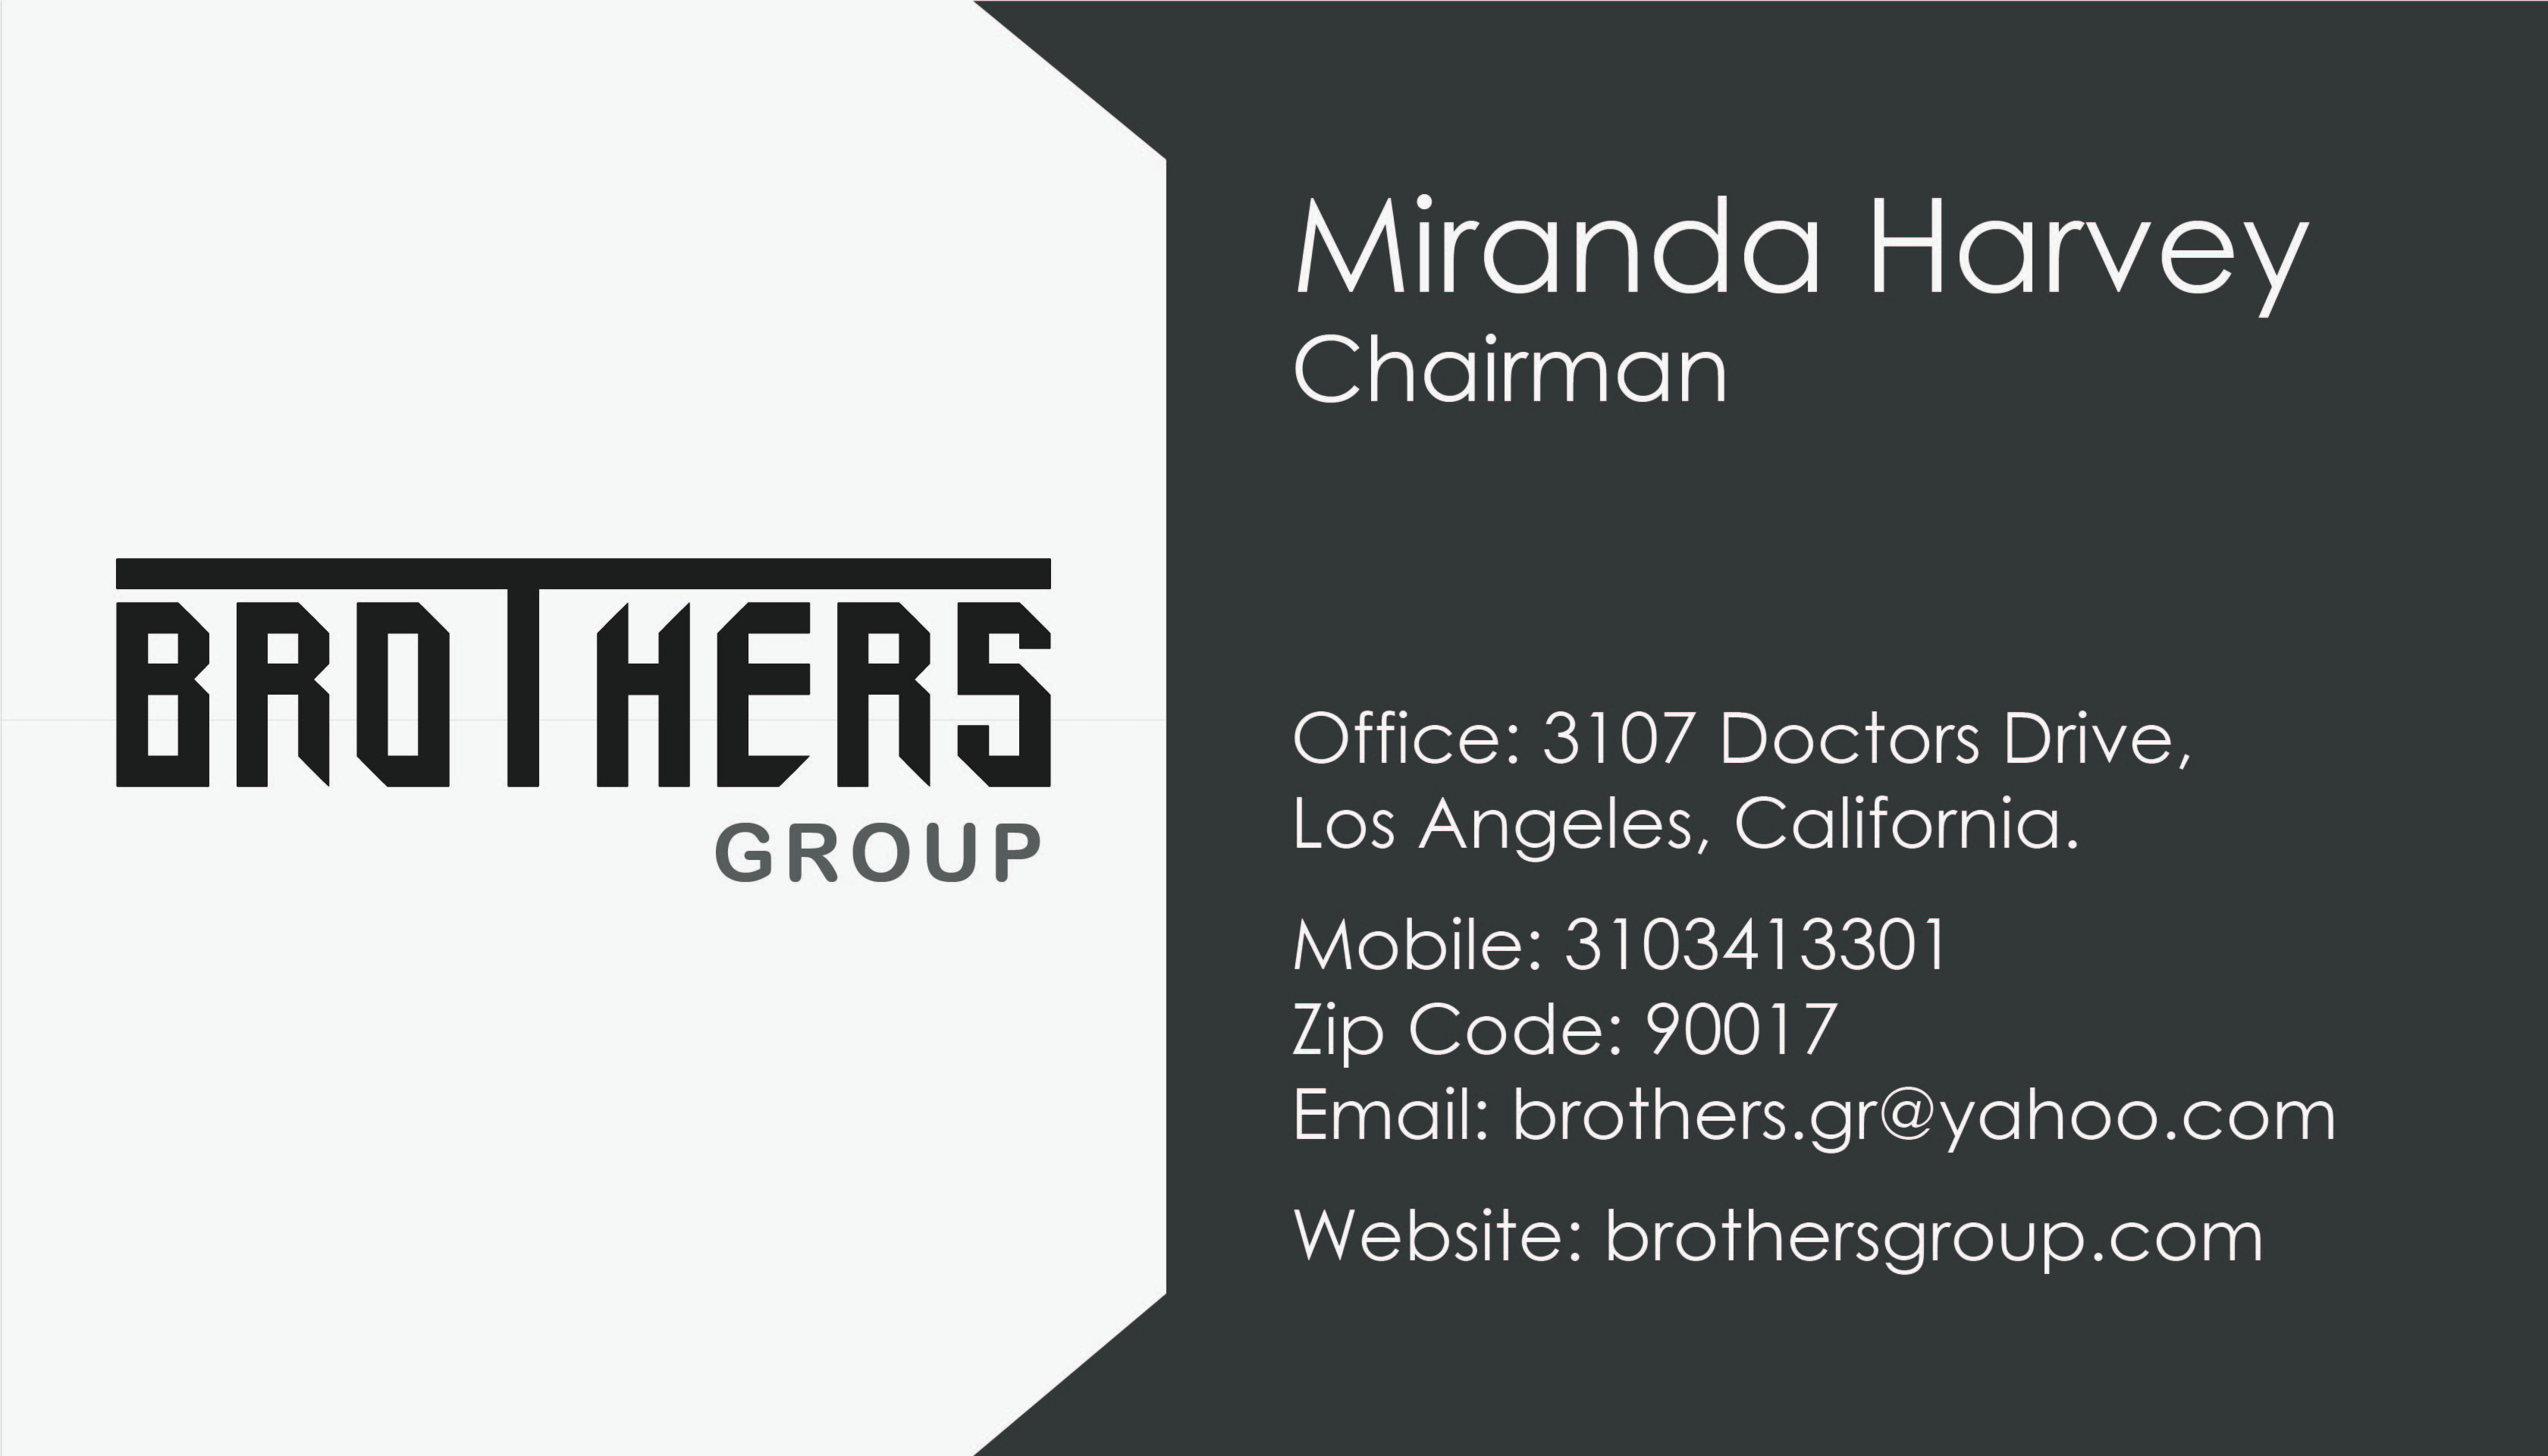 BROTHERS
GROUP
Miranda Harvey
Chairman
Office: 3107 Doctors Drive,
Los Angeles, California.
Mobile: 3103413301
Zip Code: 90017
Email: brothers.gr@yahoo.com
Website: brothersgroup.com